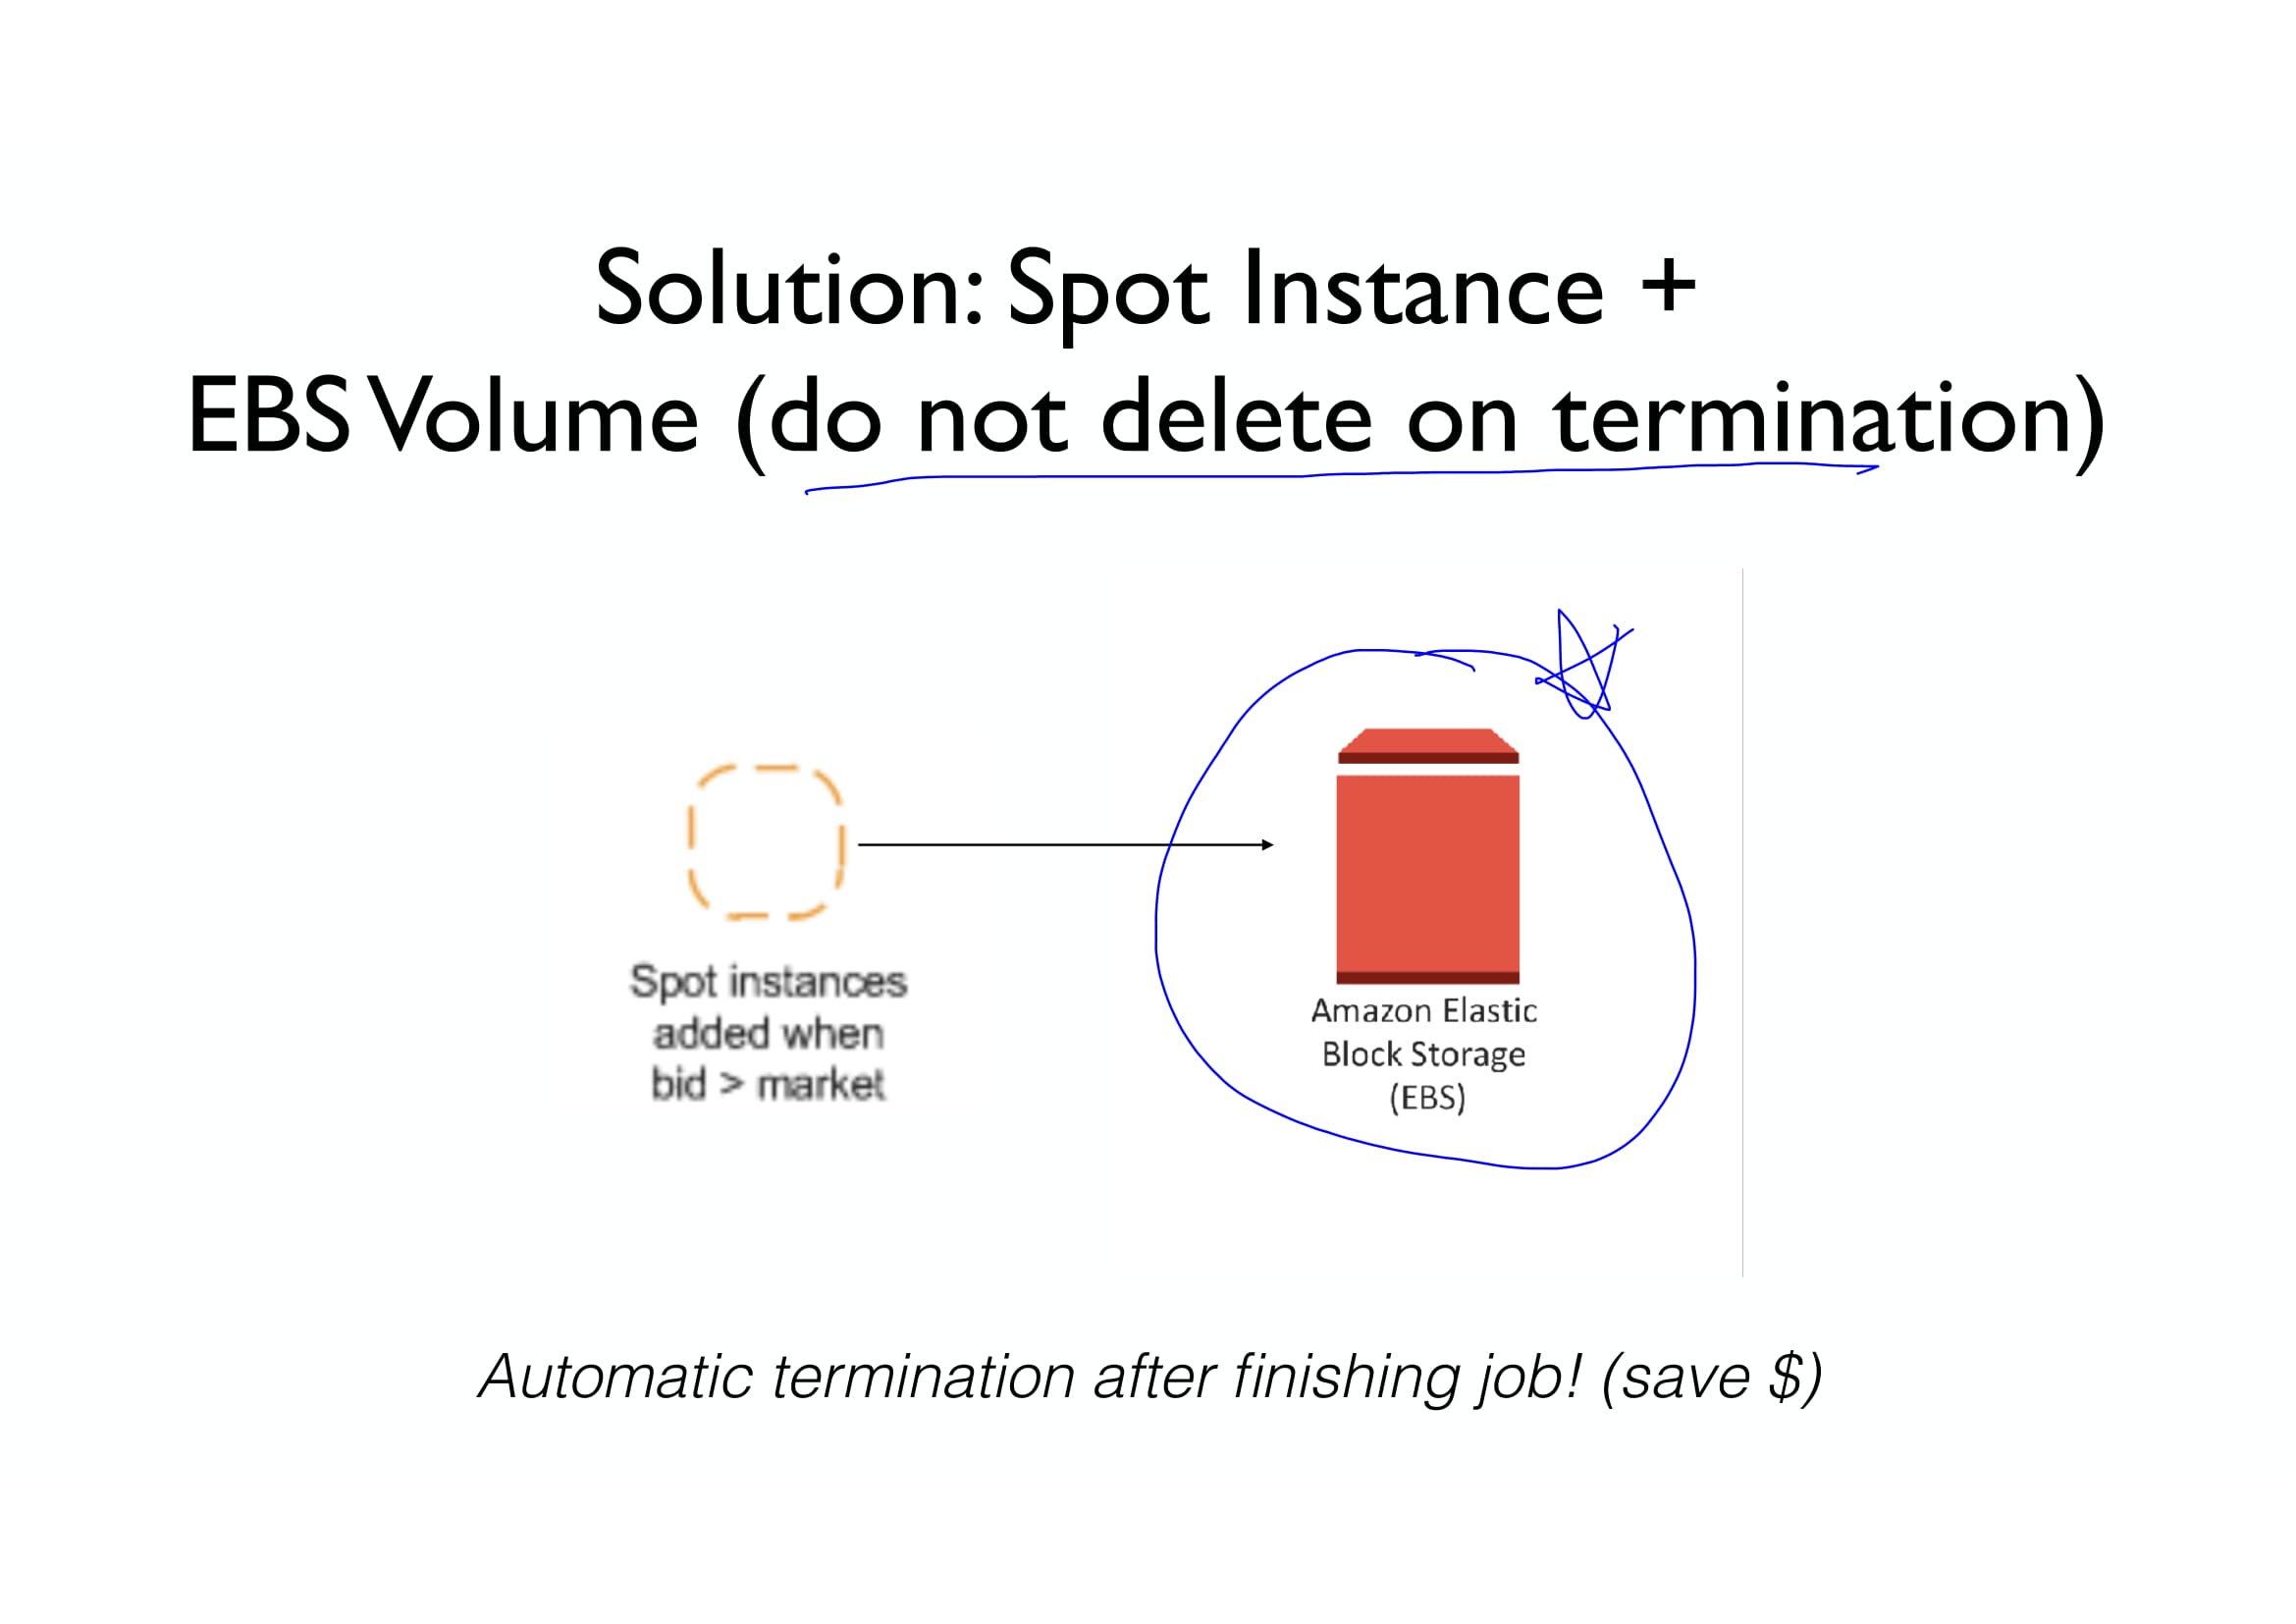 Solution: Spot Instance +
EBS Volume (do not delete on termination)
Spot instances
added when
bid > market
Amazon Elastic
Block Storage
(EBS)
Automatic termination after finishing job! (save $)